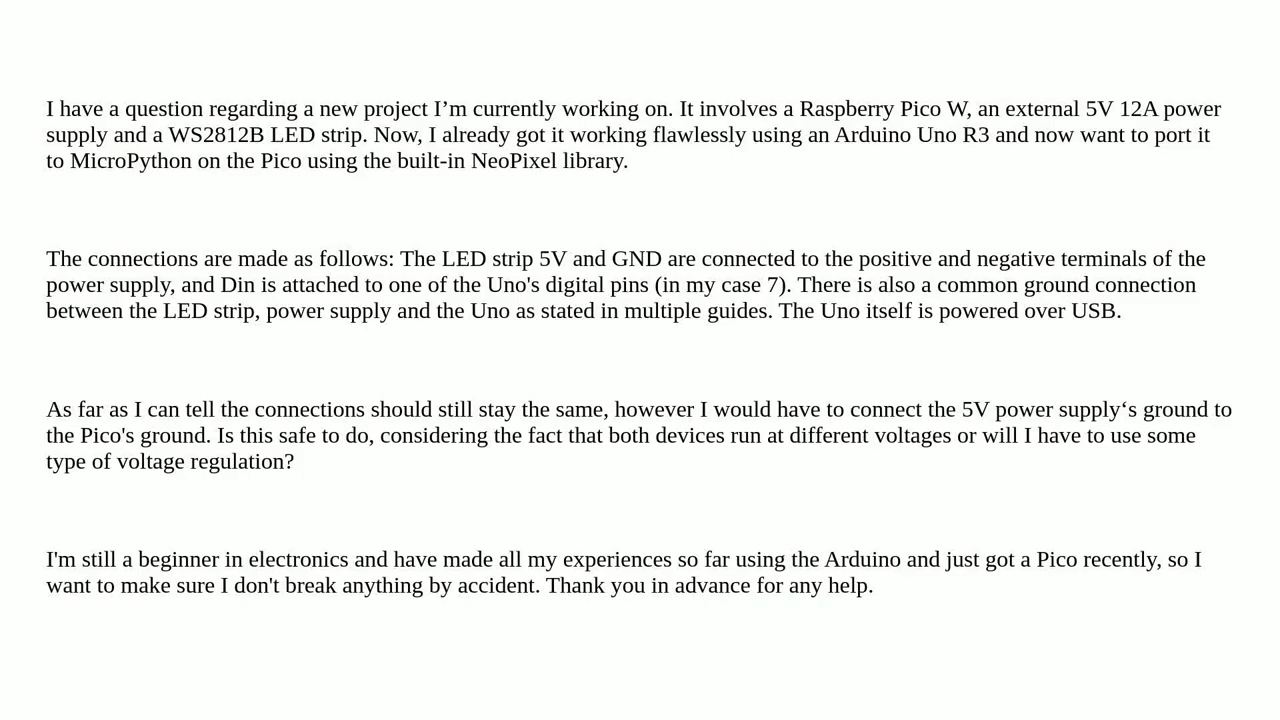 I have a question regarding a new project I’m currently working on. It involves a Raspberry Pico W, an external 5V 12A power
supply and a WS2812B LED strip. Now, I already got it working flawlessly using an Arduino Uno R3 and now want to port it
to MicroPython on the Pico using the built-in NeoPixel library.
The connections are made as follows: The LED strip 5V and GND are connected to the positive and negative terminals of the
power supply, and Din is attached to one of the Uno's digital pins (in my case 7). There is also a common ground connection
between the LED strip, power supply and the Uno as stated in multiple guides. The Uno itself is powered over USB.
As far as I can tell the connections should still stay the same, however I would have to connect the 5V power supply‘s ground to
the Pico's ground. Is this safe to do, considering the fact that both devices run at different voltages or will I have to use some
type of voltage regulation?
I'm still a beginner in electronics and have made all my experiences so far using the Arduino and just got a Pico recently, so I
want to make sure I don't break anything by accident. Thank you in advance for any help.